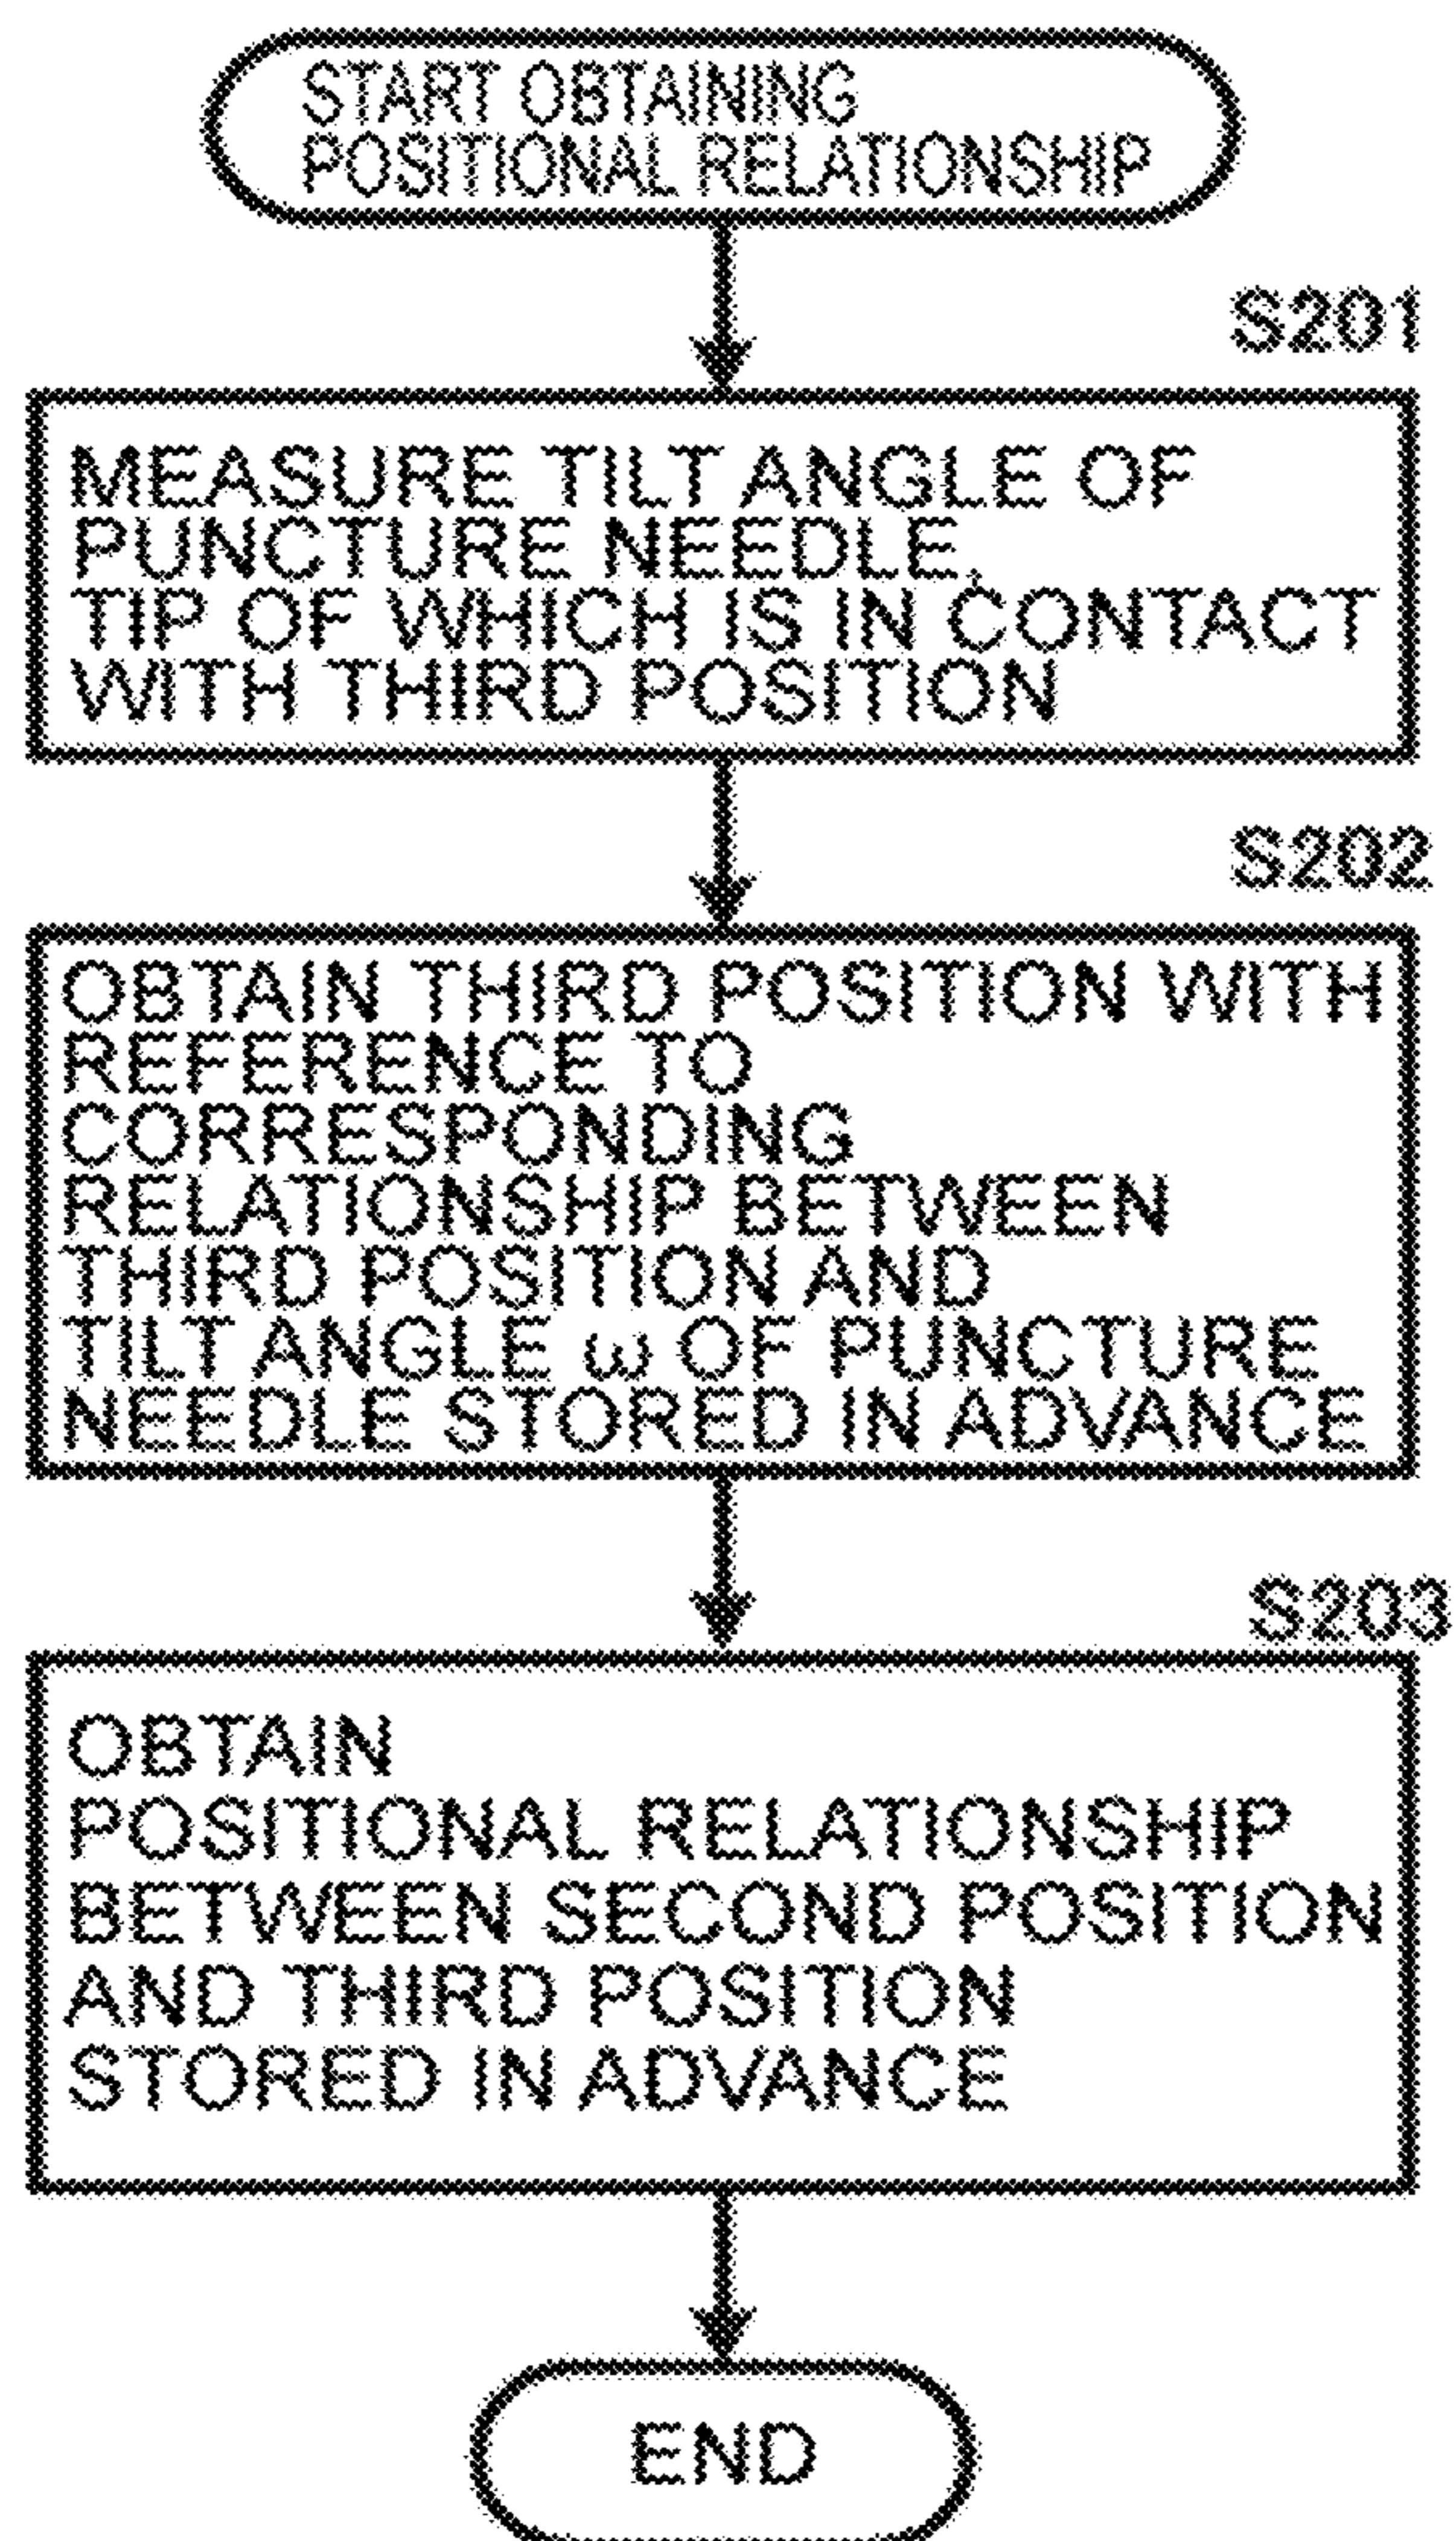 START OBTAINING
POSITIONAL RELATIONSHIP
S201
MEASURE TILT ANGLE OF
PUNCTURE NEEDLE,
TIP OF WHICH IS IN CONTACT
WITH THIRD POSITION
S202
OBTAIN THIRD POSITION WITH
REFERENCE TO
CORRESPONDING
RELATIONSHIP BETWEEN
THIRD POSITION AND
TILT ANGLE ω OF PUNCTURE
NEEDLE STORED IN ADVANCE
S203
OBTAIN
POSITIONAL RELATIONSHIP
BETWEEN SECOND POSITION
AND THIRD POSITION
STORED IN ADVANCE
END